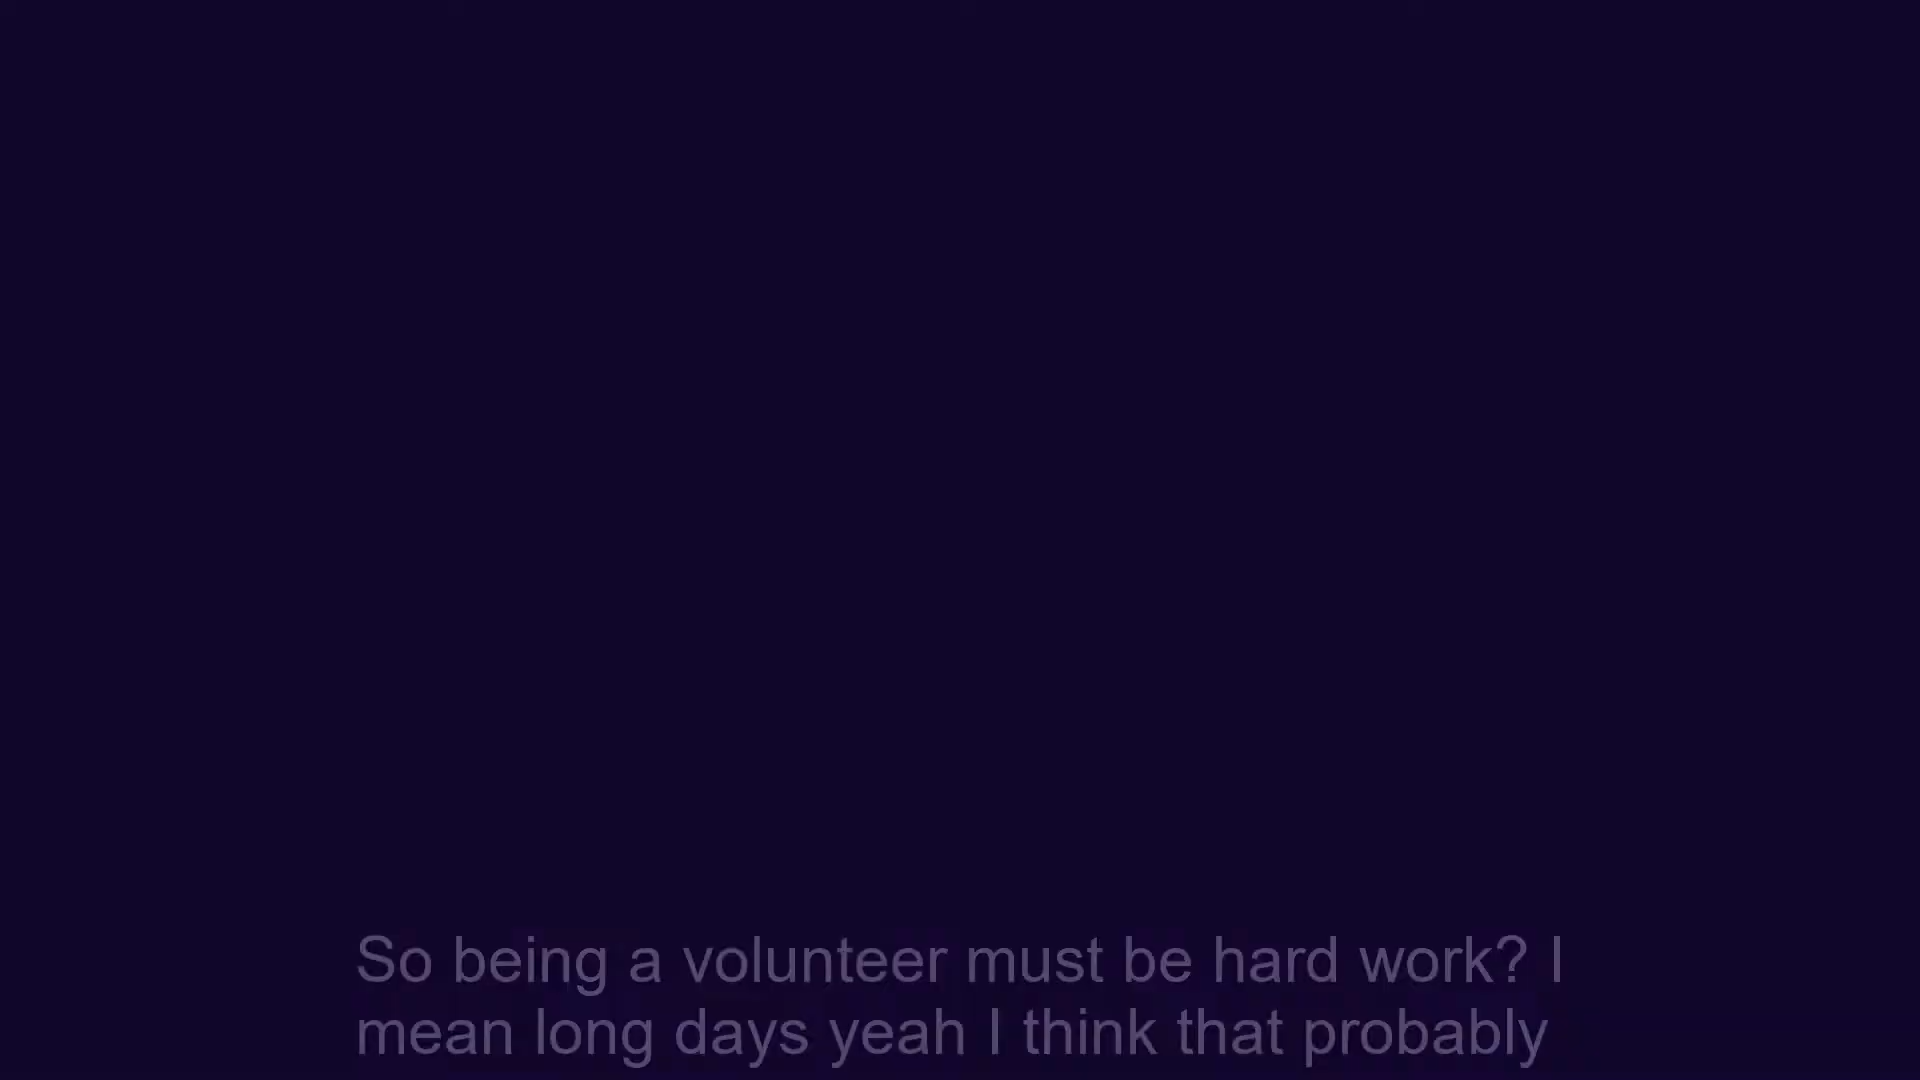 So being a volunteer must be hard work? I
mean long days yeah I think that probably